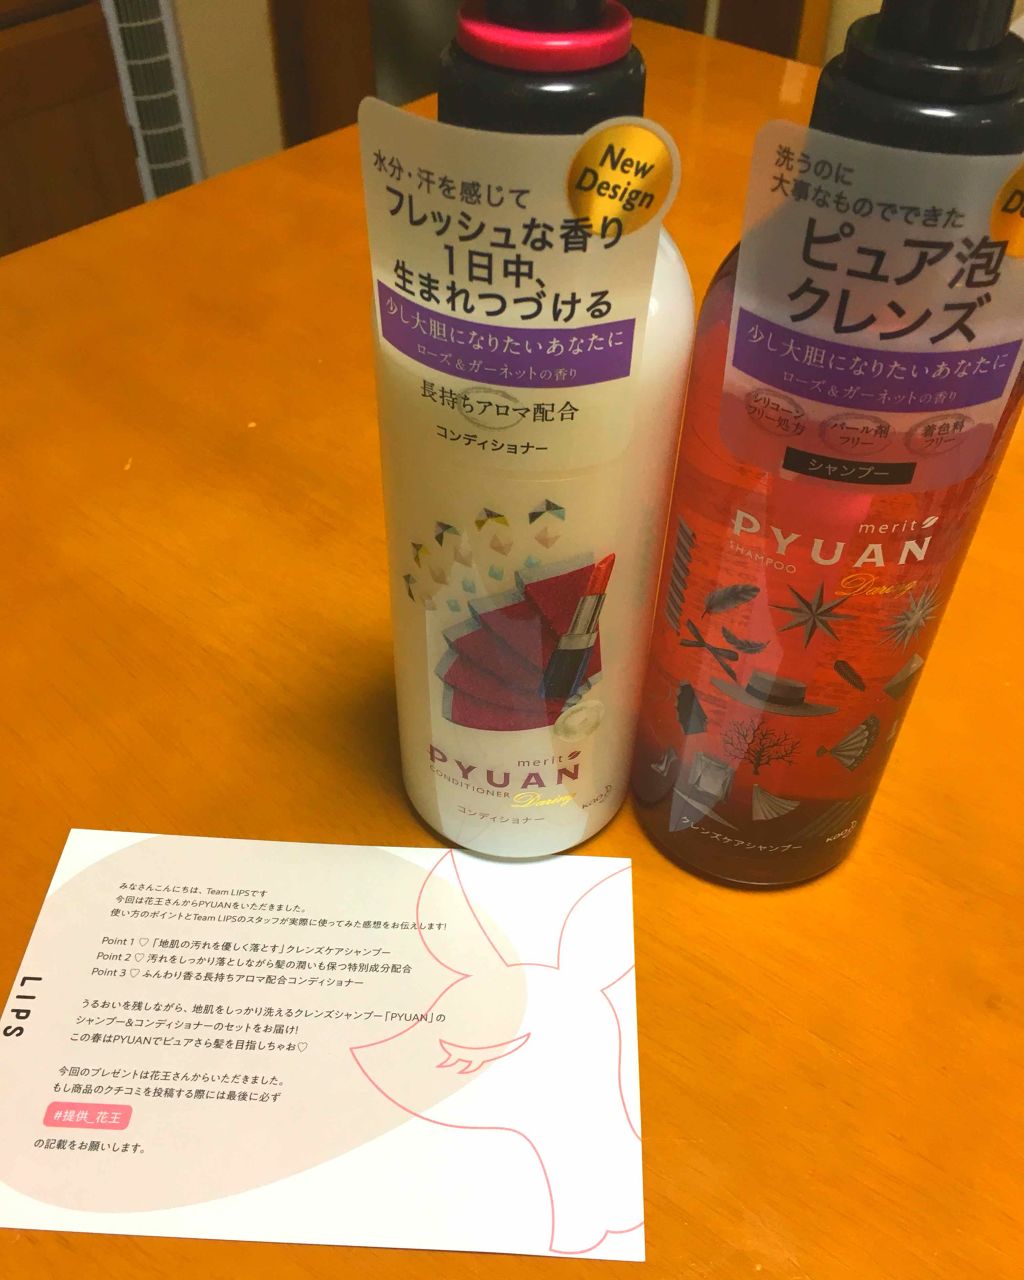 New
Design
水分・汗を感じて
フレッシュな香り
1日中、
生まれつづける
少し大胆になりたいあなたに
ローズ&ガーネットの香り
長持ちアロマ配合
コンディショナー
merit
PYUAN
CONDITIONER
Daring
コンディショナー
Kao
洗うのに
大事なものでできた
ピュア泡
クレンズ
少し大胆になりたいあなたに
ローズ&ガーネットの香り
シリコーン
フリー処方
パール剤
フリー
着色料
フリー
シャンプー
merit
PYUAN
SHAMPOO
Daring
クレンズケアシャンプー
Kao
LIPS
みなさんこんにちは、Team LIPSです
今回は花王さんからPYUANをいただきました。
使い方のポイントとTeam LIPSのスタッフが実際に使ってみた感想をお伝えします!
Point 1 ♡「地肌の汚れを優しく落とす」クレンズケアシャンプー
Point 2 ♡ 汚れをしっかり落としながら髪の潤いも保つ特別成分配合
Point 3 ♡ ふんわり香る長持ちアロマ配合コンディショナー
うるおいを残しながら、地肌をしっかり洗えるクレンズシャンプー「PYUAN」の
シャンプー&コンディショナーのセットをお届け!
この春はPYUANでピュアさら髪を目指しちゃお♡
今回のプレゼントは花王さんからいただきました。
もし商品のクチコミを投稿する際には最後に必ず
#提供_花王
の記載をお願いします。